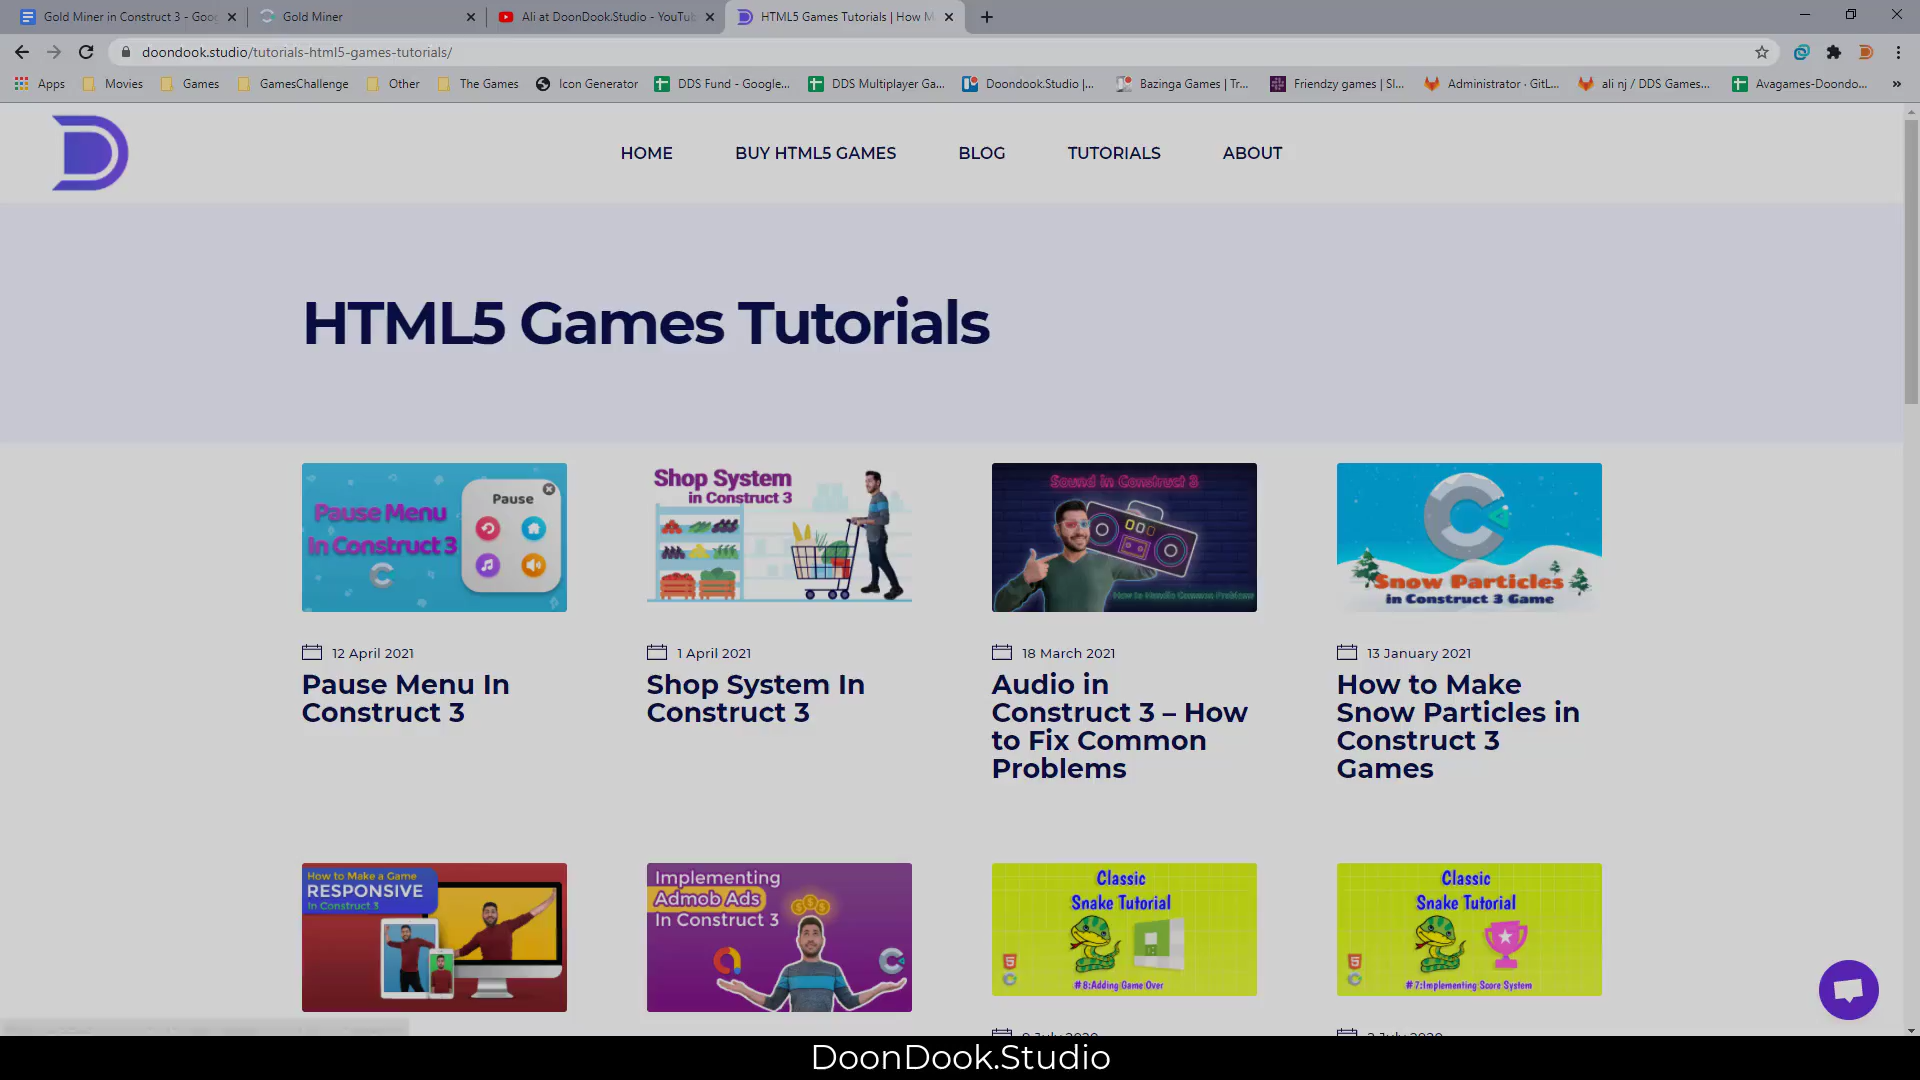 Gold Miner in Construct 3 - Goo
Gold Miner
Ali at DoonDook.Studio - YouTu
HTML5 Games Tutorials | How M
doondook.studio/tutorials-html5-games-tutorials/
Apps
Movies
Games
GamesChallenge
Other
The Games
Icon Generator
DDS Fund - Google...
DDS Multiplayer Ga...
Doondook.Studio |...
Bazinga Games | Tr...
Friendzy games | Sl...
Administrator · GitL...
ali nj / DDS Games...
Avagames-Doondo...
»
HOME
BUY HTML5 GAMES
BLOG
TUTORIALS
ABOUT
HTML5 Games Tutorials
Pause Menu
In Construct 3
Pause
Shop System
in Construct 3
Sound in Construct 3
How to Handle Common Problems
Snow Particles
in Construct 3 Game
12 April 2021
1 April 2021
18 March 2021
13 January 2021
Pause Menu In
Construct 3
Shop System In
Construct 3
Audio in
Construct 3 – How
to Fix Common
Problems
How to Make
Snow Particles in
Construct 3
Games
How to Make a Game
RESPONSIVE
In Construct 3
Implementing
Admob Ads
In Construct 3
Classic
Snake Tutorial
#8:Adding Game Over
Classic
Snake Tutorial
#7:Implementing Score System
DoonDook.Studio